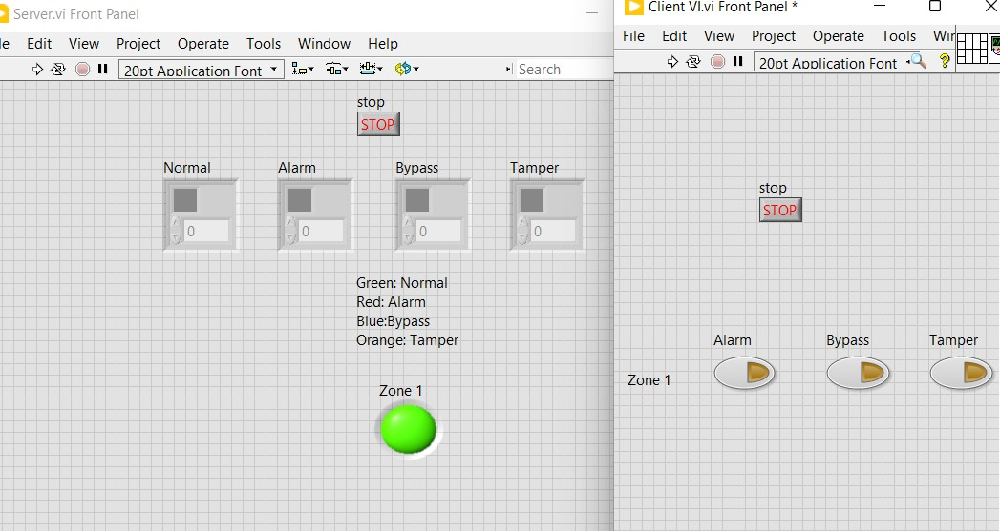 Server.vi Front Panel
le Edit View Project Operate Tools Window Help
20pt Application Font
Search
stop
STOP
Normal Alarm Bypass Tamper
0 0 0 0
Green: Normal
Red: Alarm
Blue:Bypass
Orange: Tamper
Zone 1
Client VI.vi Front Panel *
File Edit View Project Operate Tools Win
20pt Application Font
?
stop
STOP
Alarm Bypass Tamper
Zone 1